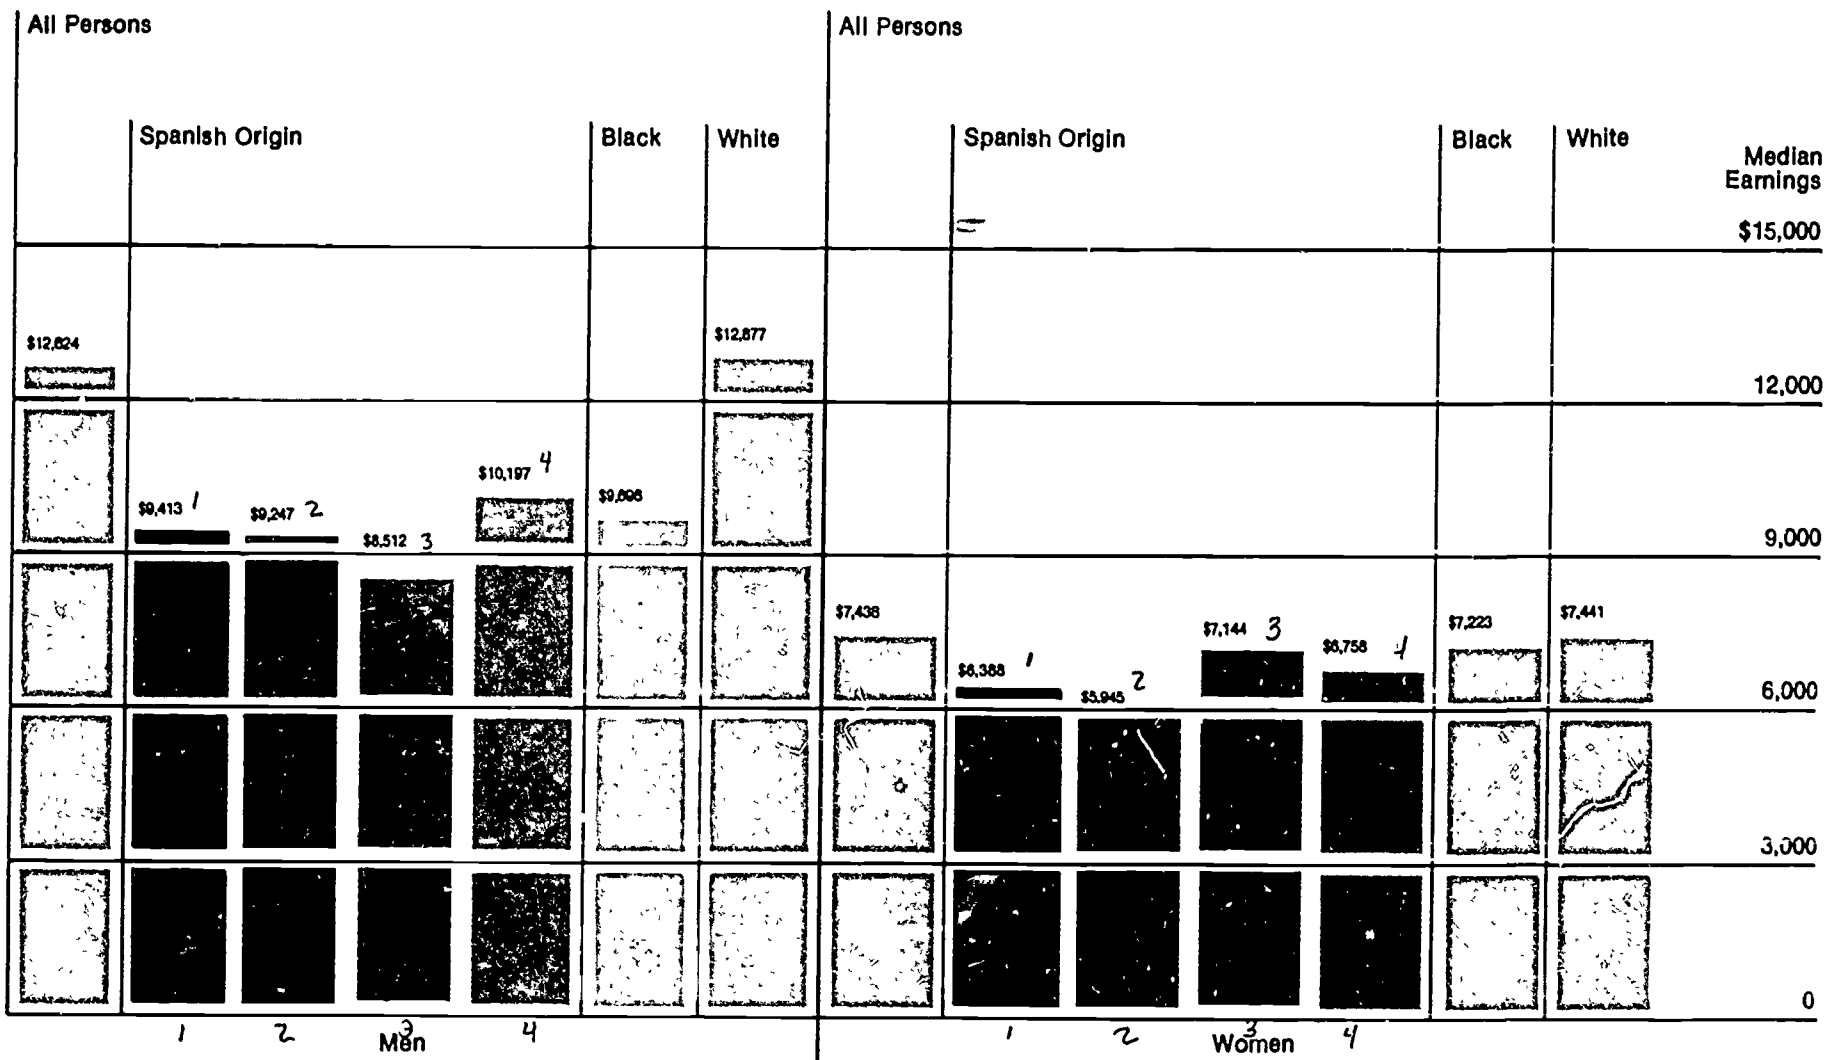 All Persons
All Persons
Spanish Origin
Black
White
Spanish Origin
Black
White
Median
Earnings
$15,000
$12,624
$12,877
12,000
$9,413 1
$9,247 2
$8,512 3
$10,197 4
$9,698
9,000
$7,438
$6,388 1
$5,945 2
$7,144 3
$6,758 4
$7,223
$7,441
6,000
3,000
0
1 2 3 4
Men
1 2 3 4
Women